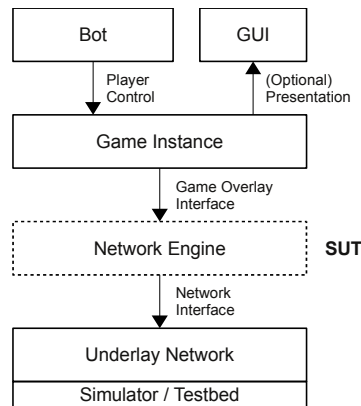 Bot
GUI
Player
Control
(Optional)
Presentation
Game Instance
Game Overlay
Interface
Network Engine
SUT
Network
Interface
Underlay Network
Simulator / Testbed